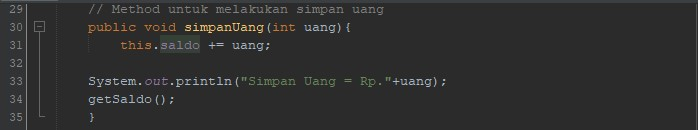 29 // Method untuk melakukan simpan uang
30 public void simpanUang(int uang){
31 this.saldo += uang;
32
33 System.out.println("Simpan Uang = Rp."+uang);
34 getSaldo();
35 }